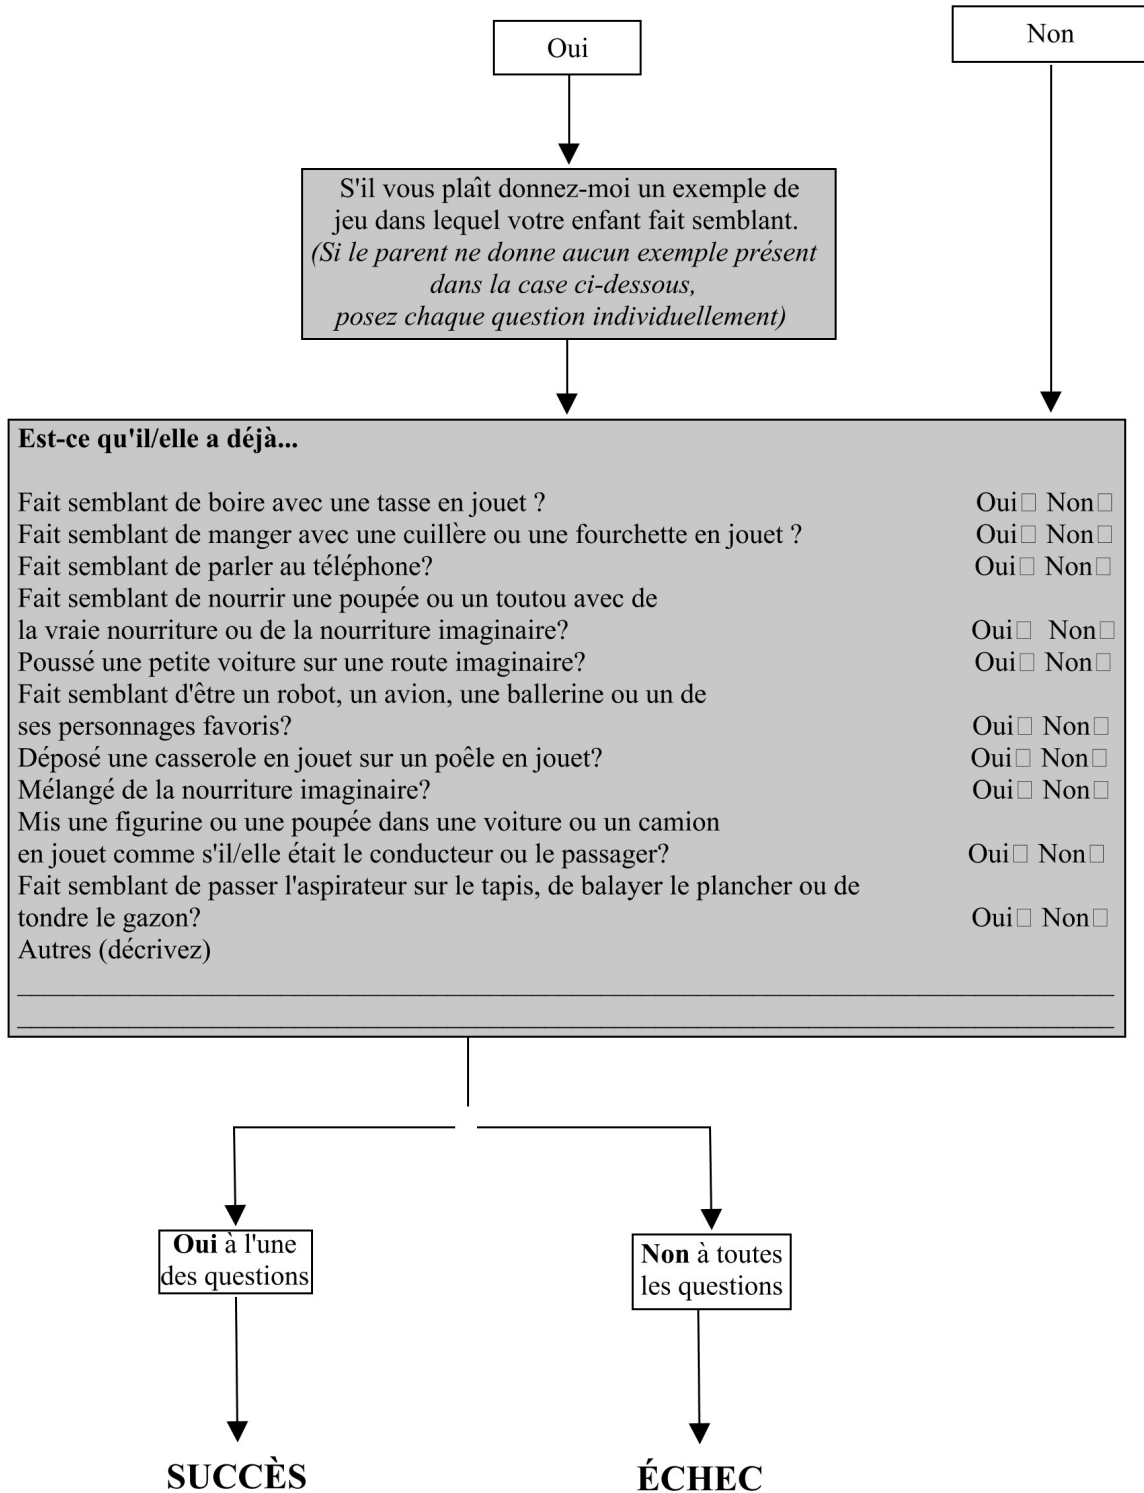 Oui
Non
S'il vous plaît donnez-moi un exemple de
jeu dans lequel votre enfant fait semblant.
(Si le parent ne donne aucun exemple présent
dans la case ci-dessous,
posez chaque question individuellement)
Est-ce qu'il/elle a déjà...
Fait semblant de boire avec une tasse en jouet ? Oui□ Non□
Fait semblant de manger avec une cuillère ou une fourchette en jouet ? Oui□ Non□
Fait semblant de parler au téléphone? Oui□ Non□
Fait semblant de nourrir une poupée ou un toutou avec de
la vraie nourriture ou de la nourriture imaginaire? Oui□ Non□
Poussé une petite voiture sur une route imaginaire? Oui□ Non□
Fait semblant d'être un robot, un avion, une ballerine ou un de
ses personnages favoris? Oui□ Non□
Déposé une casserole en jouet sur un poêle en jouet? Oui□ Non□
Mélangé de la nourriture imaginaire? Oui□ Non□
Mis une figurine ou une poupée dans une voiture ou un camion
en jouet comme s'il/elle était le conducteur ou le passager? Oui□ Non□
Fait semblant de passer l'aspirateur sur le tapis, de balayer le plancher ou de
tondre le gazon? Oui□ Non□
Autres (décrivez)
Oui à l'une
des questions
Non à toutes
les questions
SUCCÈS
ÉCHEC